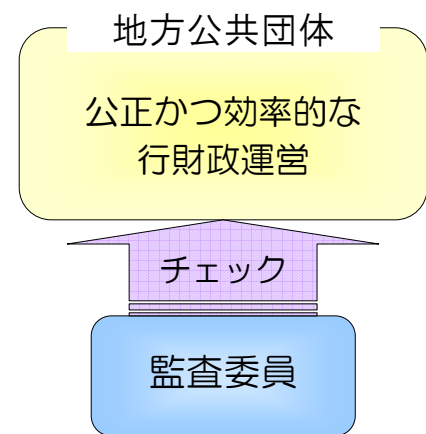 地方公共団体
公正かつ効率的な
行財政運営
チェック
監査委員